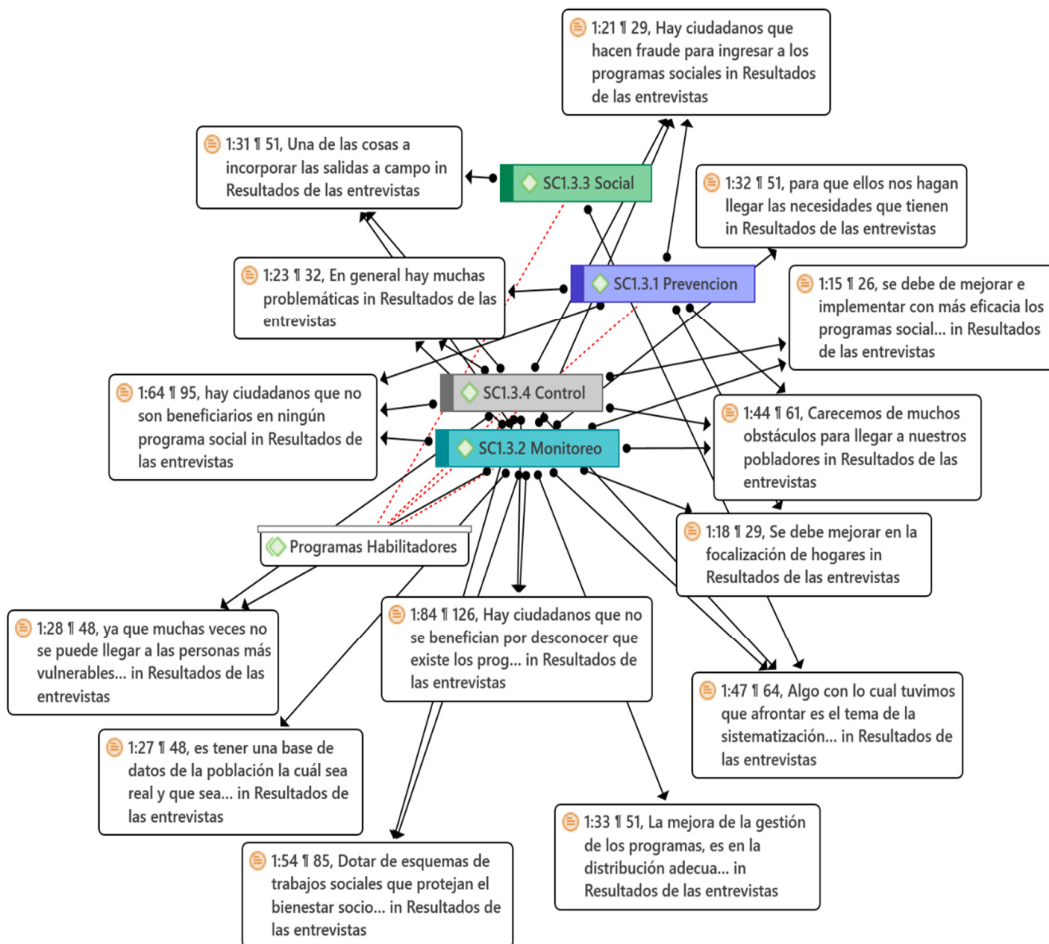 1:21 ¶ 29, Hay ciudadanos que
hacen fraude para ingresar a los
programas sociales in Resultados
de las entrevistas
1:31 ¶ 51, Una de las cosas a
incorporar las salidas a campo in
Resultados de las entrevistas
SC1.3.3 Social
1:32 ¶ 51, para que ellos nos hagan
llegar las necesidades que tienen
in Resultados de las entrevistas
1:23 ¶ 32, En general hay muchas
problemáticas in Resultados de las
entrevistas
SC1.3.1 Prevencion
1:15 ¶ 26, se debe de mejorar e
implementar con más eficacia los
programas social... in Resultados
de las entrevistas
1:64 ¶ 95, hay ciudadanos que no
son beneficiarios en ningún
programa social in Resultados de
las entrevistas
SC1.3.4 Control
1:44 ¶ 61, Carecemos de muchos
obstáculos para llegar a nuestros
pobladores in Resultados de las
entrevistas
SC1.3.2 Monitoreo
1:18 ¶ 29, Se debe mejorar en la
focalización de hogares in
Resultados de las entrevistas
Programas Habilitadores
1:28 ¶ 48, ya que muchas veces no
se puede llegar a las personas más
vulnerables... in Resultados de las
entrevistas
1:84 ¶ 126, Hay ciudadanos que no
se benefician por desconocer que
existe los prog... in Resultados de
las entrevistas
1:47 ¶ 64, Algo con lo cual tuvimos
que afrontar es el tema de la
sistematización... in Resultados de
las entrevistas
1:27 ¶ 48, es tener una base de
datos de la población la cuál sea
real y que sea... in Resultados de
las entrevistas
1:33 ¶ 51, La mejora de la gestión
de los programas, es en la
distribución adecua... in
Resultados de las entrevistas
1:54 ¶ 85, Dotar de esquemas de
trabajos sociales que protejan el
bienestar socio... in Resultados de
las entrevistas